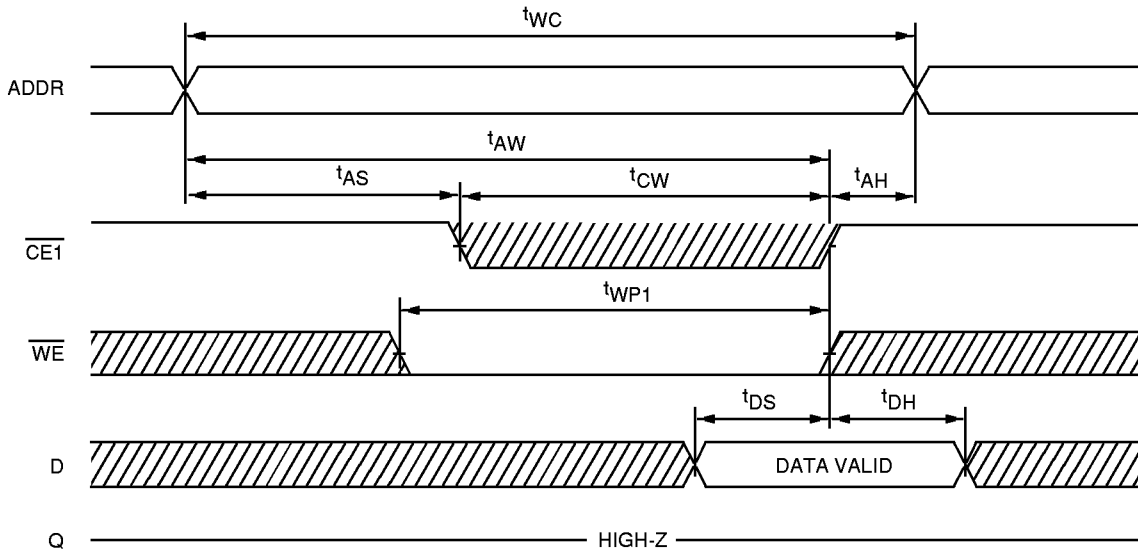 tWC
ADDR
tAW
tAS
tCW
tAH
CE1
tWP1
WE
tDS
tDH
D
DATA VALID
Q
HIGH-Z